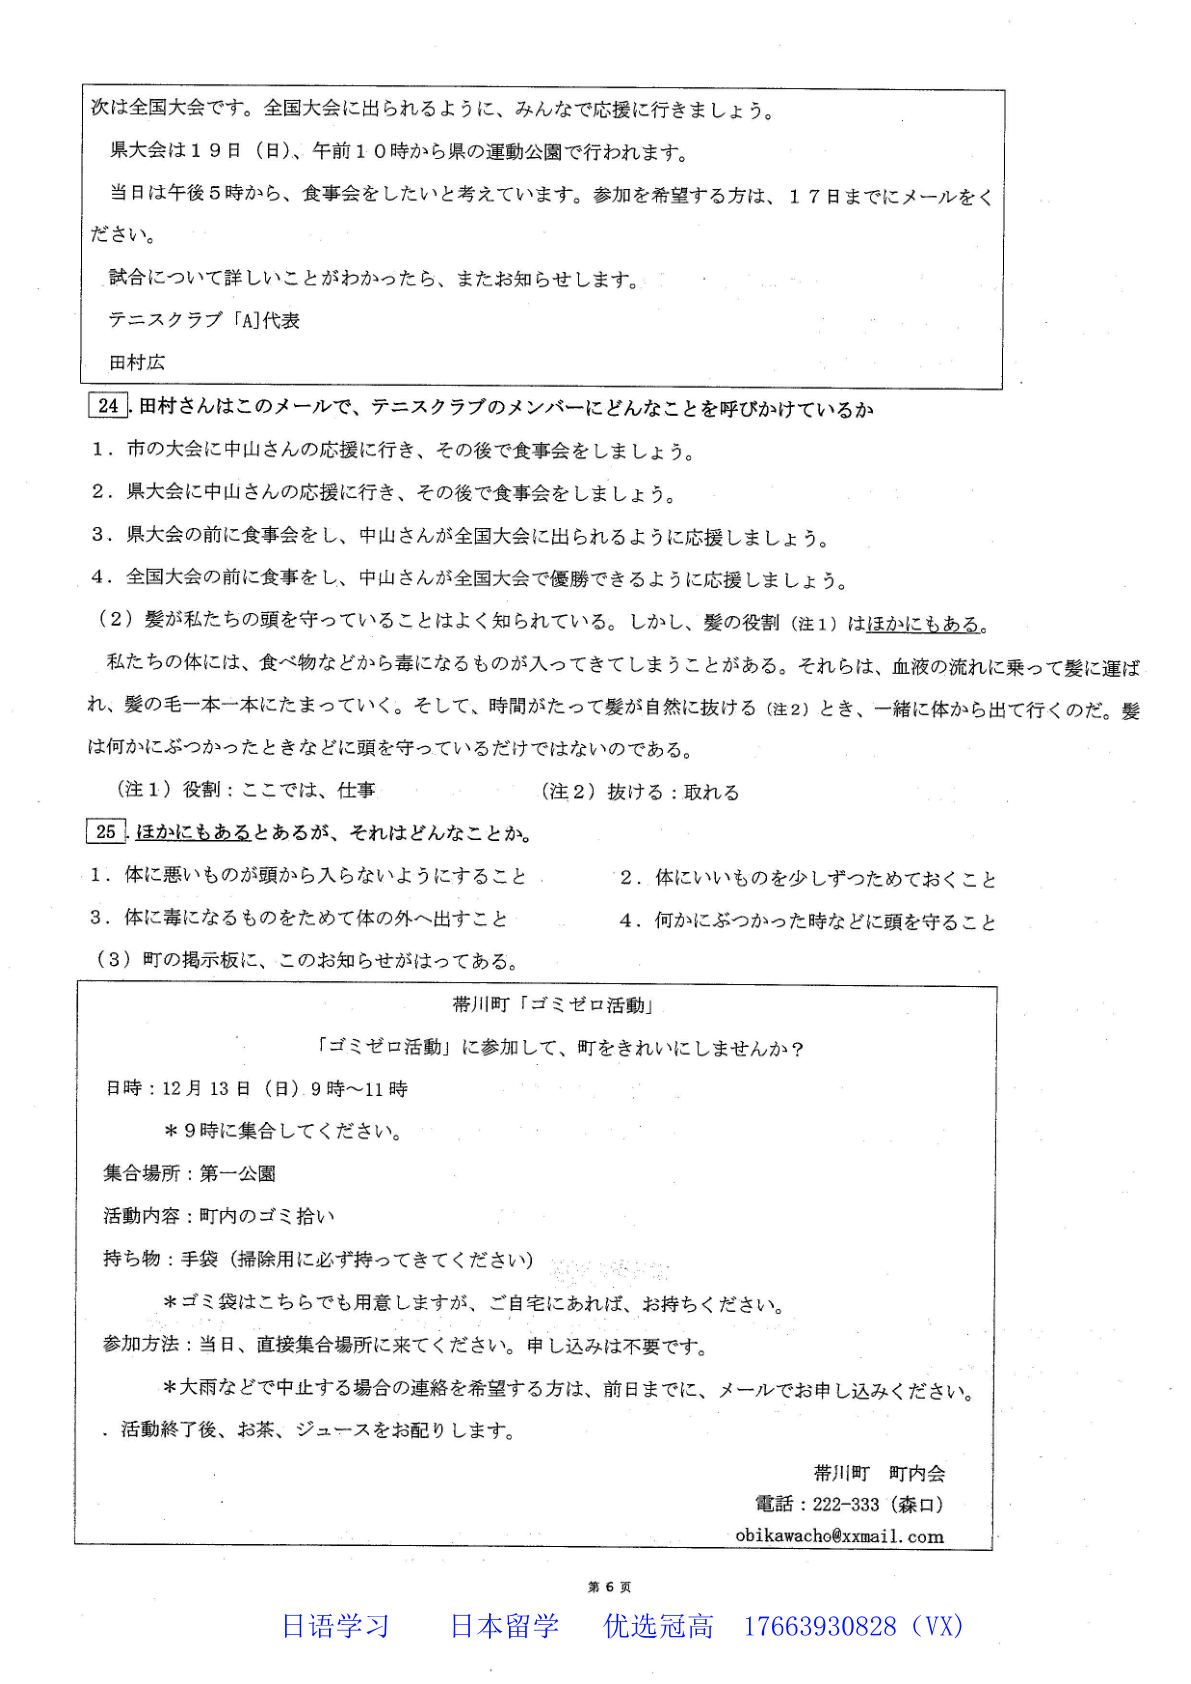 次は全国大会です。全国大会に出られるように、みんなで応援に行きましょう。
県大会は１９日（日）、午前１０時から県の運動公園で行われます。
当日は午後５時から、食事会をしたいと考えています。参加を希望する方は、１７日までにメールをく
ださい。
試合について詳しいことがわかったら、またお知らせします。
テニスクラブ「A]代表
田村広
24.田村さんはこのメールで、テニスクラブのメンバーにどんなことを呼びかけているか
１．市の大会に中山さんの応援に行き、その後で食事会をしましょう。
２．県大会に中山さんの応援に行き、その後で食事会をしましょう。
３．県大会の前に食事会をし、中山さんが全国大会に出られるように応援しましょう。
４．全国大会の前に食事をし、中山さんが全国大会で優勝できるように応援しましょう。
（2）髪が私たちの頭を守っていることはよく知られている。しかし、髪の役割（注１）はほかにもある。
私たちの体には、食べ物などから毒になるものが入ってきてしまうことがある。それらは、血液の流れに乗って髪に運ば
れ、髪の毛一本一本にたまっていく。そして、時間がたって髪が自然に抜ける（注２）とき、一緒に体から出て行くのだ。髪
は何かにぶつかったときなどに頭を守っているだけではないのである。
（注１）役割：ここでは、仕事　（注２）抜ける：取れる
25.ほかにもあるとあるが、それはどんなことか。
１．体に悪いものが頭から入らないようにすること　２．体にいいものを少しずつためておくこと
３．体に毒になるものをためて体の外へ出すこと　４．何かにぶつかった時などに頭を守ること
（3）町の掲示板に、このお知らせがはってある。
帯川町「ゴミゼロ活動」
「ゴミゼロ活動」に参加して、町をきれいにしませんか？
日時：12月13日（日）9時～11時
＊９時に集合してください。
集合場所：第一公園
活動内容：町内のゴミ拾い
持ち物：手袋（掃除用に必ず持ってきてください）
＊ゴミ袋はこちらでも用意しますが、ご自宅にあれば、お持ちください。
参加方法：当日、直接集合場所に来てください。申し込みは不要です。
＊大雨などで中止する場合の連絡を希望する方は、前日までに、メールでお申し込みください。
．活動終了後、お茶、ジュースをお配りします。
帯川町　町内会
電話：222-333（森口）
obikawacho@xxmail.com
第 6 页
日语学习　日本留学　优选冠高　17663930828（VX）